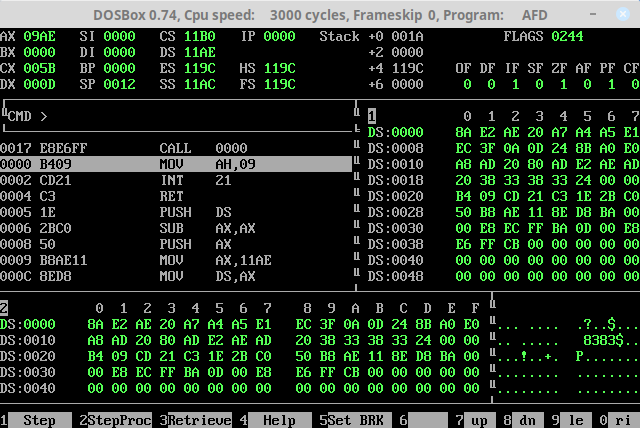 DOSBox 0.74, Cpu speed: 3000 cycles, Frameskip 0, Program: AFD
AX 09AE SI 0000 CS 11B0 IP 0000 Stack +0 001A FLAGS 0244
BX 0000 DI 0000 DS 11AE +2 0000
CX 005B BP 0000 ES 119C HS 119C +4 119C OF DF IF SF ZF AF PF CF
DX 000D SP 0012 SS 11AC FS 119C +6 0000 0 0 1 0 1 0 1 0
CMD >
1 0 1 2 3 4 5 6 7
DS:0000 8A E2 AE 20 A7 A4 A5 E1
0017 E8E6FF CALL 0000 DS:0008 EC 3F 0A 0D 24 8B A0 E0
0000 B409 MOV AH,09 DS:0010 A8 AD 20 80 AD E2 AE AD
0002 CD21 INT 21 DS:0018 20 38 33 38 33 24 00 00
0004 C3 RET DS:0020 B4 09 CD 21 C3 1E 2B C0
0005 1E PUSH DS DS:0028 50 B8 AE 11 8E D8 BA 00
0006 2BC0 SUB AX,AX DS:0030 00 E8 EC FF BA 0D 00 E8
0008 50 PUSH AX DS:0038 E6 FF CB 00 00 00 00 00
0009 B8AE11 MOV AX,11AE DS:0040 00 00 00 00 00 00 00 00
000C 8ED8 MOV DS,AX DS:0048 00 00 00 00 00 00 00 00
2 0 1 2 3 4 5 6 7 8 9 A B C D E F
DS:0000 8A E2 AE 20 A7 A4 A5 E1 EC 3F 0A 0D 24 8B A0 E0 ... .... .?..$...
DS:0010 A8 AD 20 80 AD E2 AE AD 20 38 33 38 33 24 00 00 .. ..... 8383$..
DS:0020 B4 09 CD 21 C3 1E 2B C0 50 B8 AE 11 8E D8 BA 00 ...!..+. P.......
DS:0030 00 E8 EC FF BA 0D 00 E8 E6 FF CB 00 00 00 00 00 ........ ........
DS:0040 00 00 00 00 00 00 00 00 00 00 00 00 00 00 00 00 ........ ........
1 Step 2 StepProc 3 Retrieve 4 Help 5 Set BRK 6 7 up 8 dn 9 le 0 ri